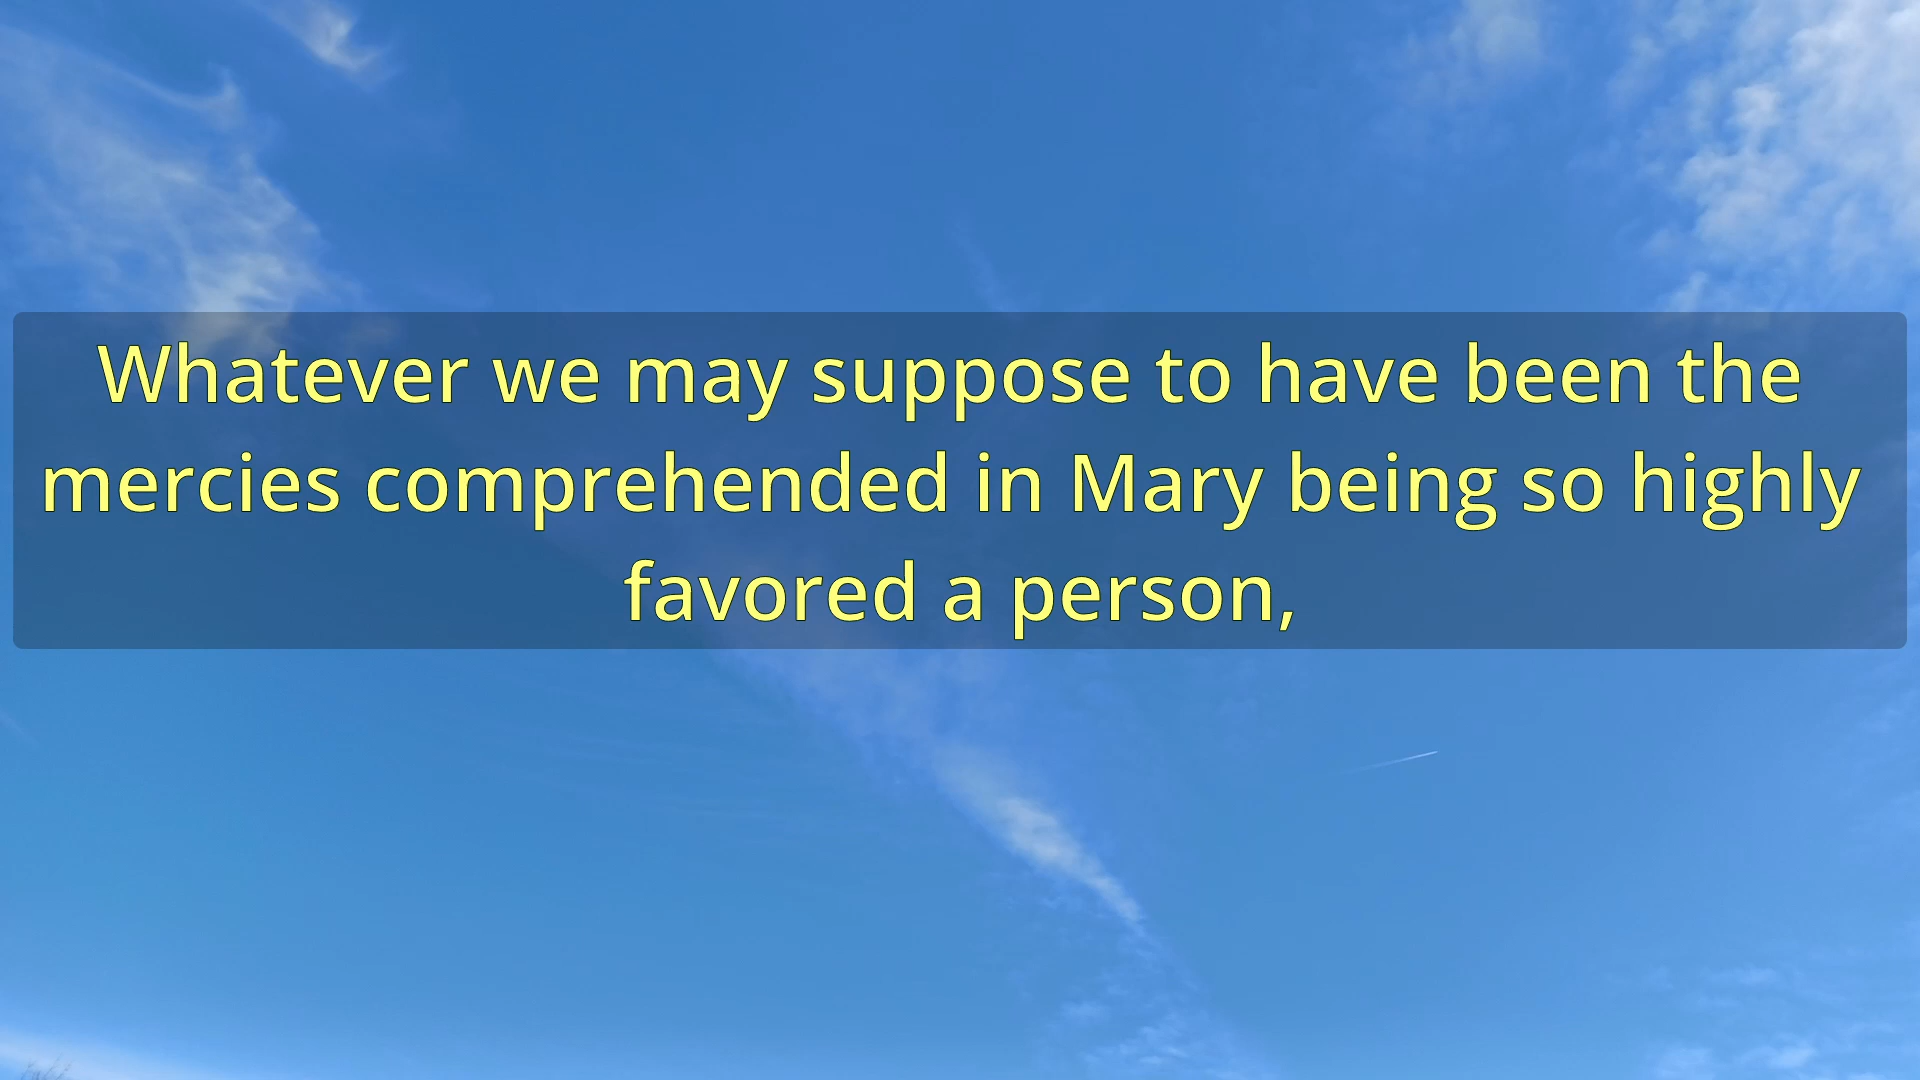 Whatever we may suppose to have been the
mercies comprehended in Mary being so highly
favored a person,